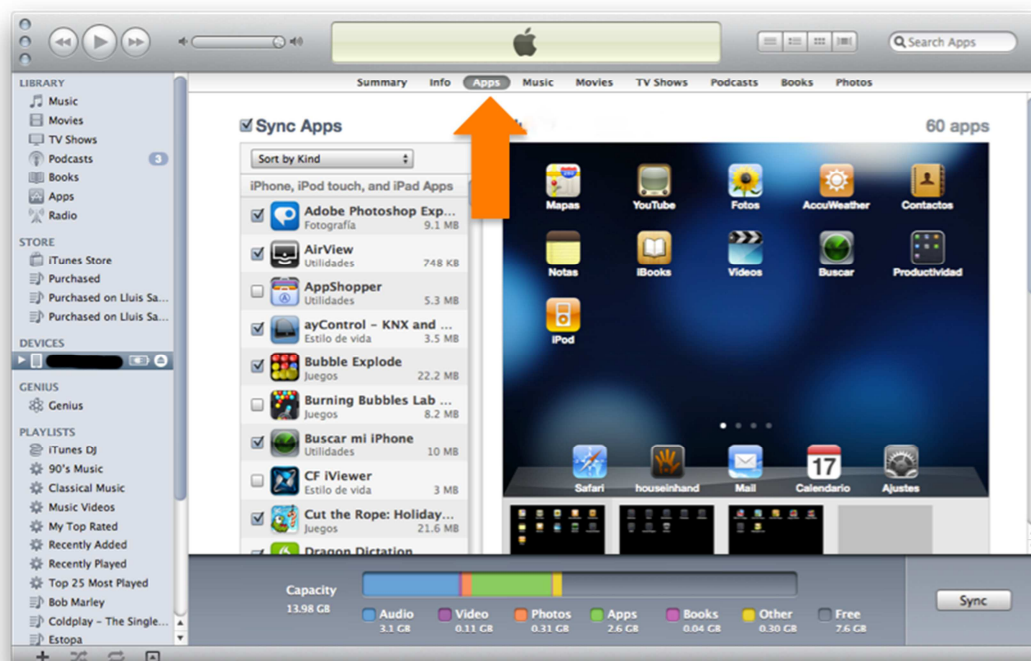 Search Apps
Summary Info Apps Music Movies TV Shows Podcasts Books Photos
LIBRARY
Music
Movies
TV Shows
Podcasts 3
Books
Apps
Radio
STORE
iTunes Store
Purchased
Purchased on Lluis Sa...
Purchased on Lluis Sa...
DEVICES
GENIUS
Genius
PLAYLISTS
iTunes DJ
90's Music
Classical Music
Music Videos
My Top Rated
Recently Added
Recently Played
Top 25 Most Played
Bob Marley
Coldplay - The Single...
Estopa
Sync Apps
60 apps
Sort by Kind
iPhone, iPod touch, and iPad Apps
Adobe Photoshop Exp...
Fotografía 9.1 MB
AirView
Utilidades 748 KB
AppShopper
Utilidades 5.3 MB
ayControl - KNX and ...
Estilo de vida 3.5 MB
Bubble Explode
Juegos 22.2 MB
Burning Bubbles Lab ...
Juegos 8.2 MB
Buscar mi iPhone
Utilidades 10 MB
CF iViewer
Estilo de vida 3 MB
Cut the Rope: Holiday...
Juegos 21.6 MB
Dragon Dictation
Mapas YouTube Fotos AccuWeather Contactos
Notas iBooks Videos Buscar Productividad
iPod
17
Safari houseinhand Mail Calendario Ajustes
Capacity
13.98 GB
Audio Video Photos Apps Books Other Free
3.1 GB 0.11 GB 0.31 GB 2.6 GB 0.04 GB 0.30 GB 7.6 GB
Sync